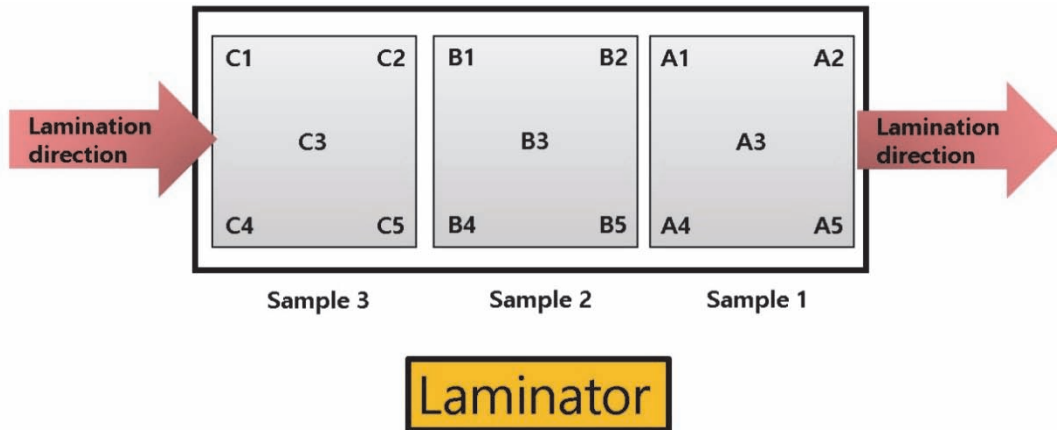 C1 C2 B1 B2 A1 A2
Lamination direction
C3 B3 A3
Lamination direction
C4 C5 B4 B5 A4 A5
Sample 3 Sample 2 Sample 1
Laminator